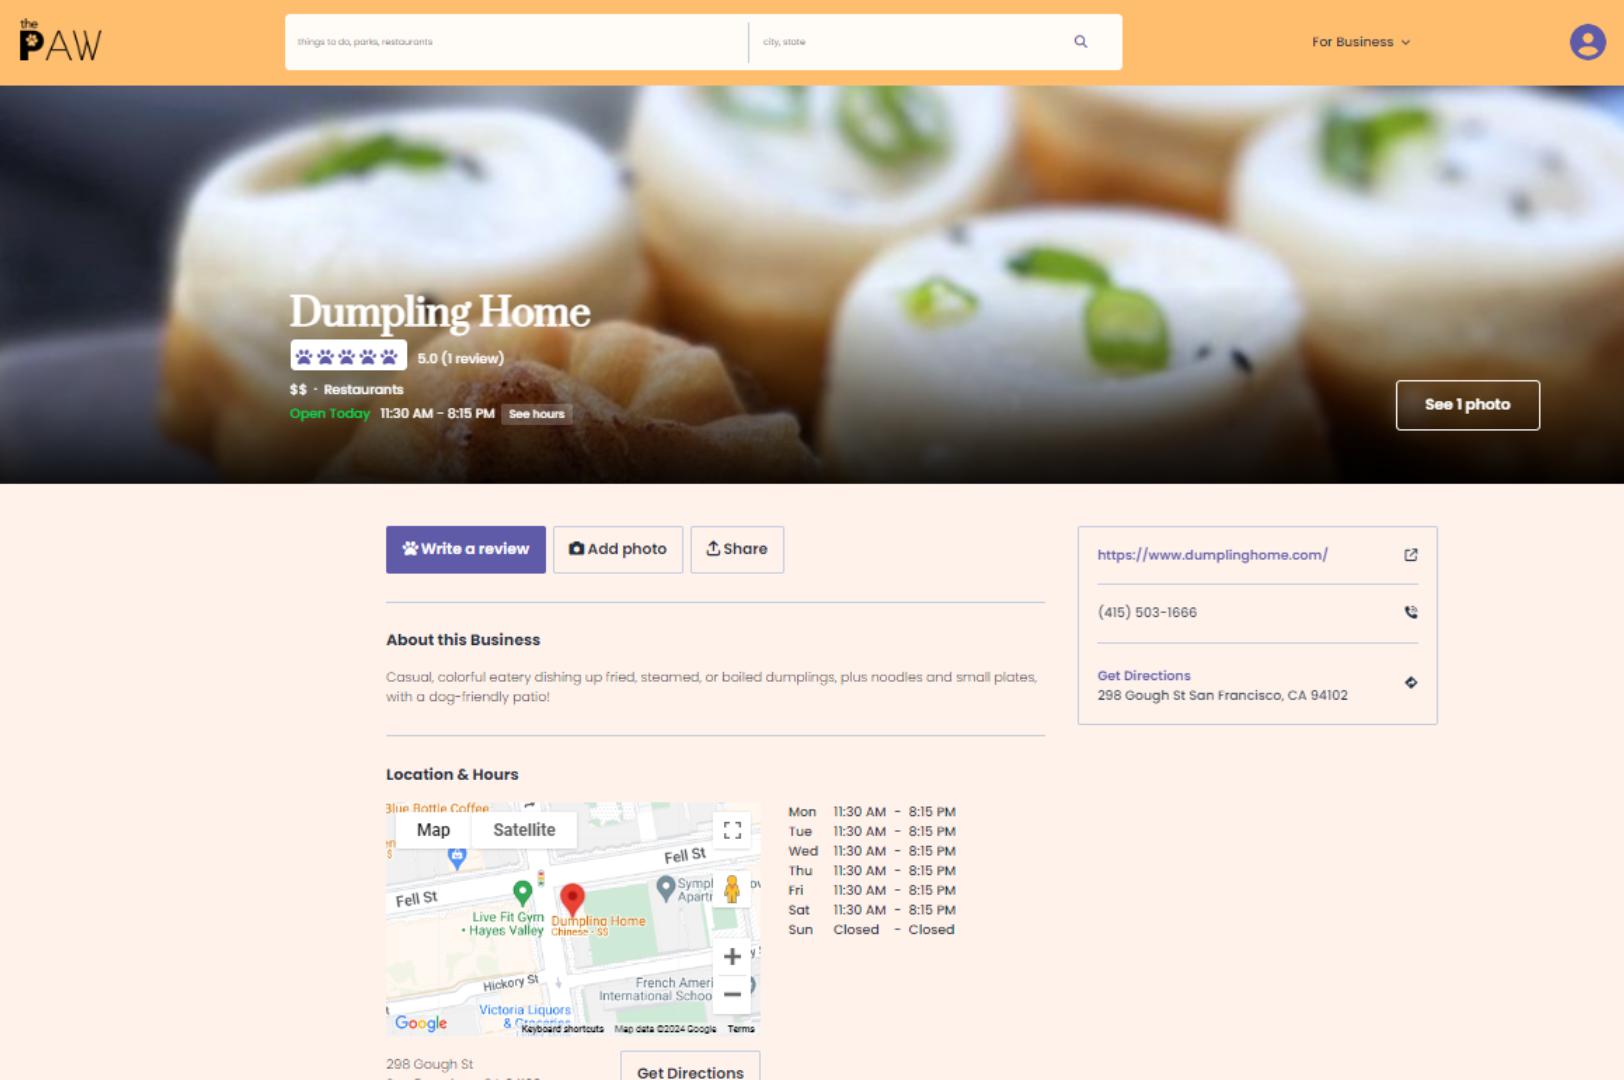 the
PAW
things to do, parks, restaurants
city, state
For Business
Dumpling Home
5.0 (1 review)
$$ · Restaurants
Open Today 11:30 AM - 8:15 PM See hours
See 1 photo
Write a review
Add photo
Share
https://www.dumplinghome.com/
(415) 503-1666
Get Directions
298 Gough St San Francisco, CA 94102
About this Business
Casual, colorful eatery dishing up fried, steamed, or boiled dumplings, plus noodles and small plates,
with a dog-friendly patio!
Location & Hours
Blue Bottle Coffee
Map
Satellite
Fell St
Fell St
Live Fit Gym
• Hayes Valley
Dumpling Home
Chinese - $$
Hickory St
French Ameri
International Schoo
Victoria Liquors
Google
Keyboard shortcuts
Map data ©2024 Google
Terms
Mon 11:30 AM - 8:15 PM
Tue 11:30 AM - 8:15 PM
Wed 11:30 AM - 8:15 PM
Thu 11:30 AM - 8:15 PM
Fri 11:30 AM - 8:15 PM
Sat 11:30 AM - 8:15 PM
Sun Closed - Closed
298 Gough St
Get Directions